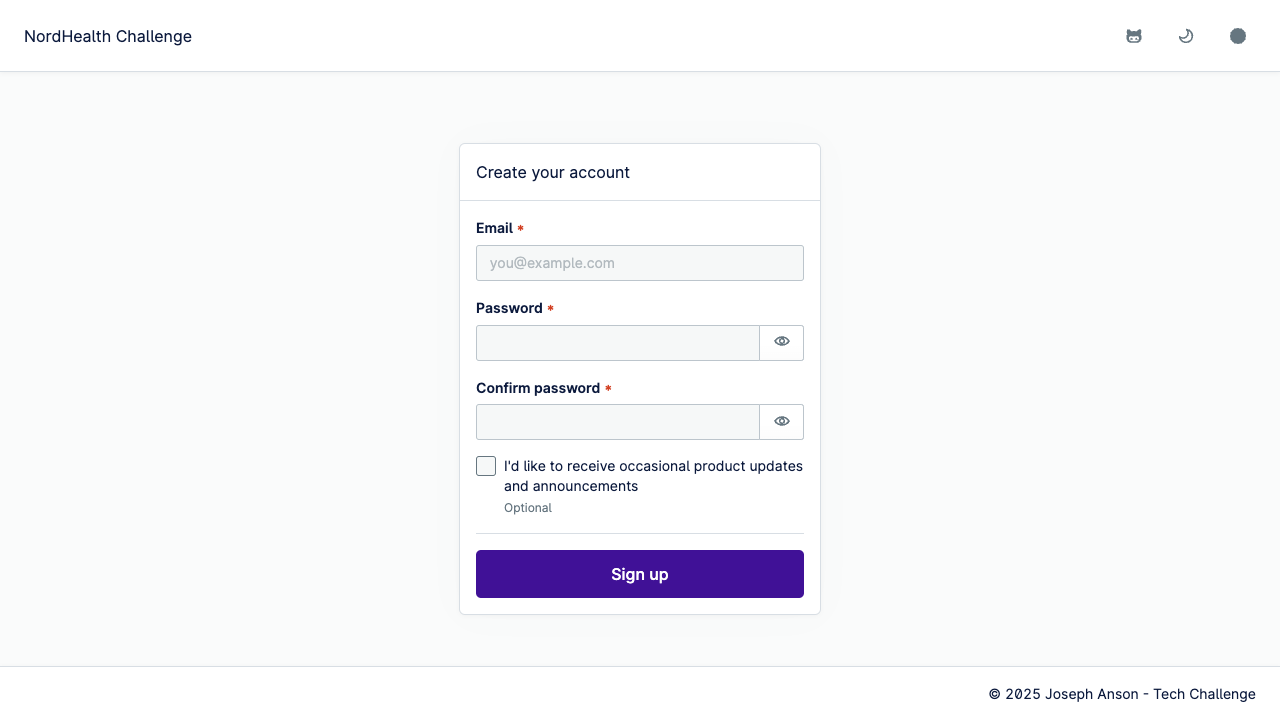 NordHealth Challenge
Create your account
Email *
you@example.com
Password *
Confirm password *
I'd like to receive occasional product updates
and announcements
Optional
Sign up
© 2025 Joseph Anson - Tech Challenge